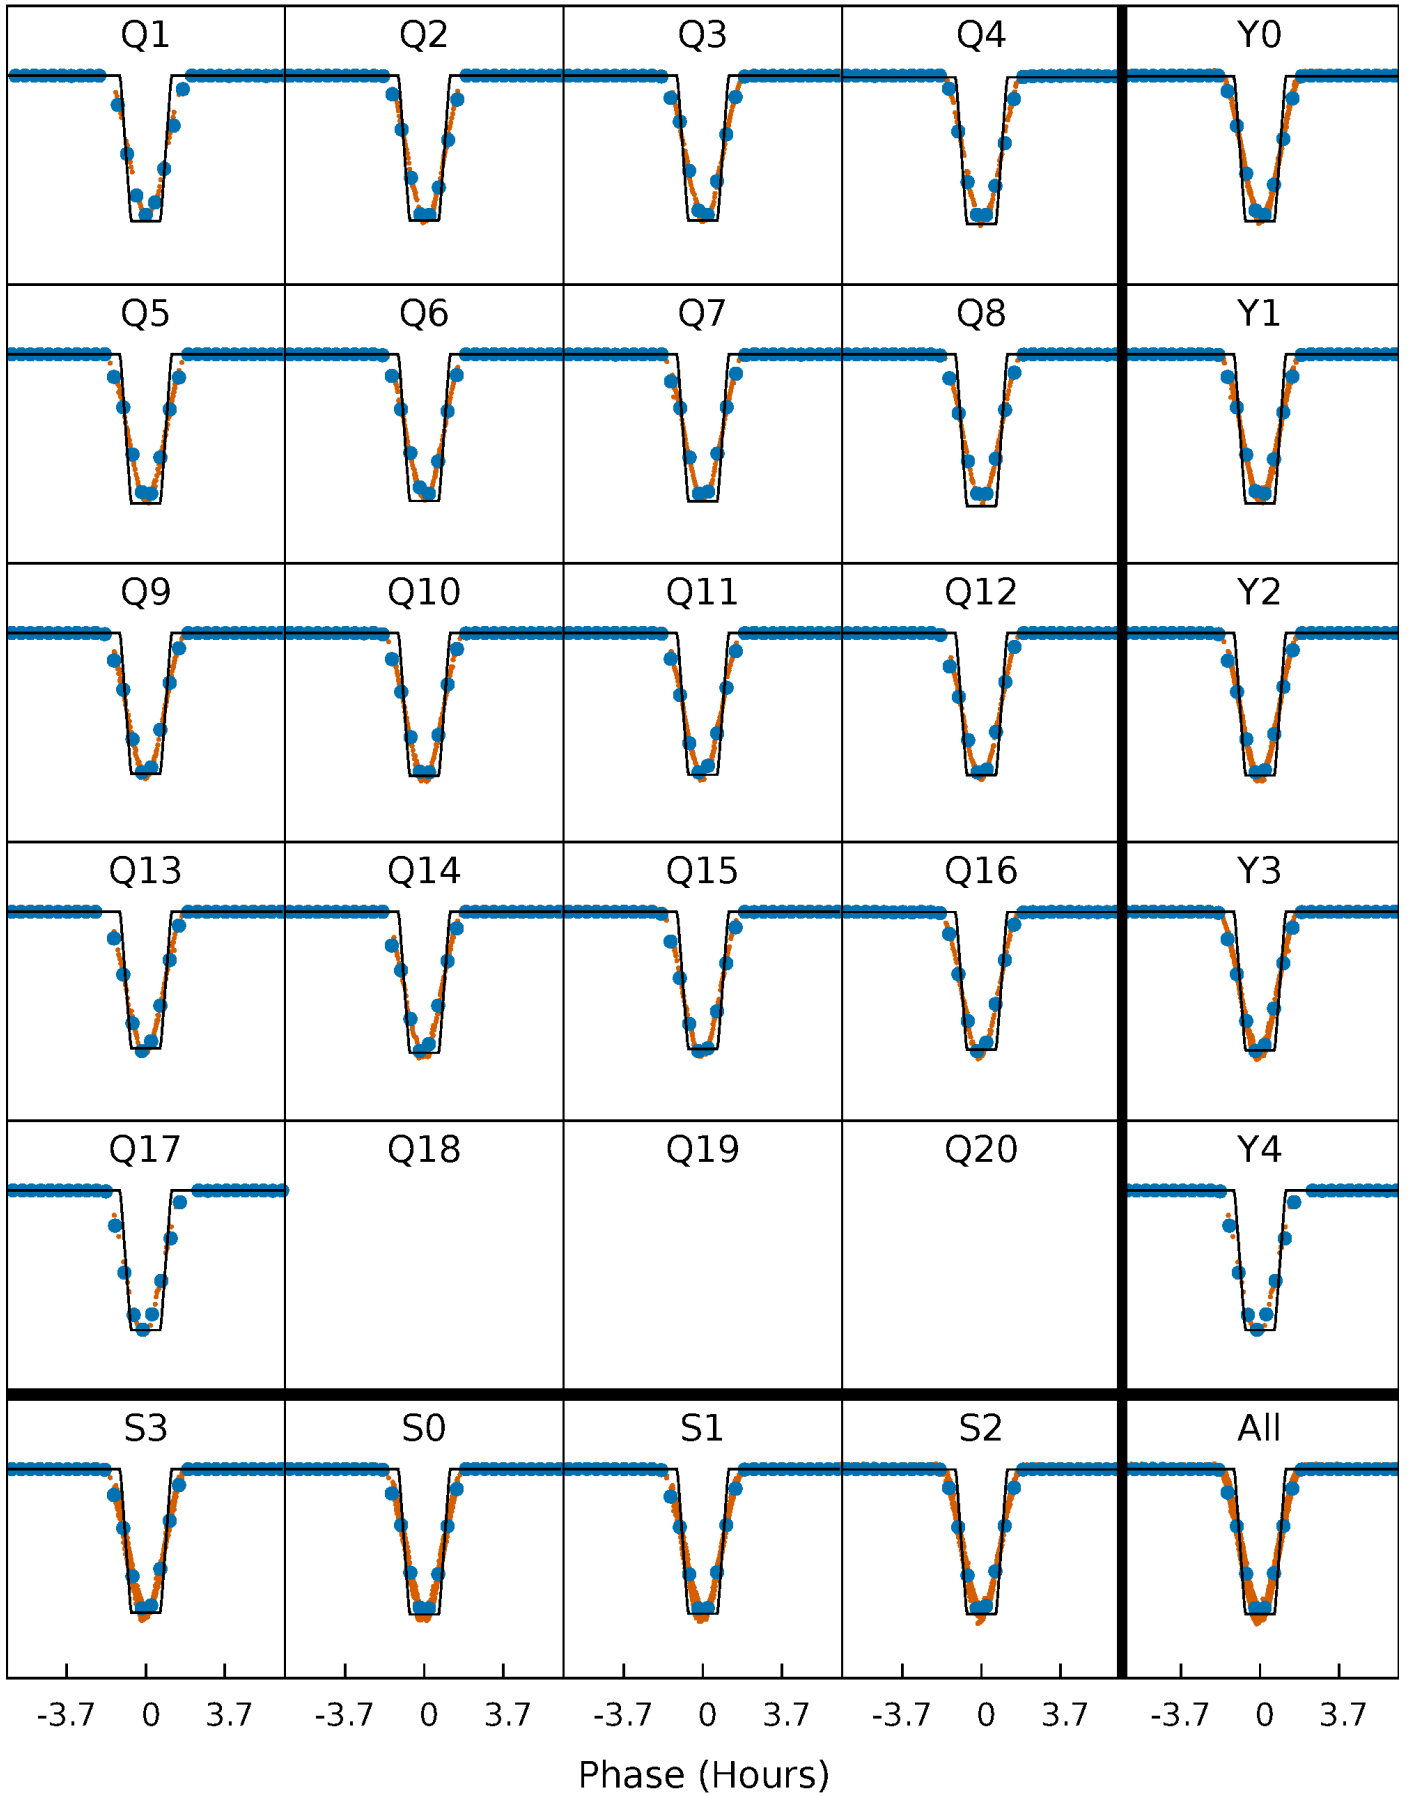 Q1 Q2 Q3 Q4 Y0
Q5 Q6 Q7 Q8 Y1
Q9 Q10 Q11 Q12 Y2
Q13 Q14 Q15 Q16 Y3
Q17 Q18 Q19 Q20 Y4
S3 S0 S1 S2 All
-3.7 0 3.7 -3.7 0 3.7 -3.7 0 3.7 -3.7 0 3.7 -3.7 0 3.7
Phase (Hours)